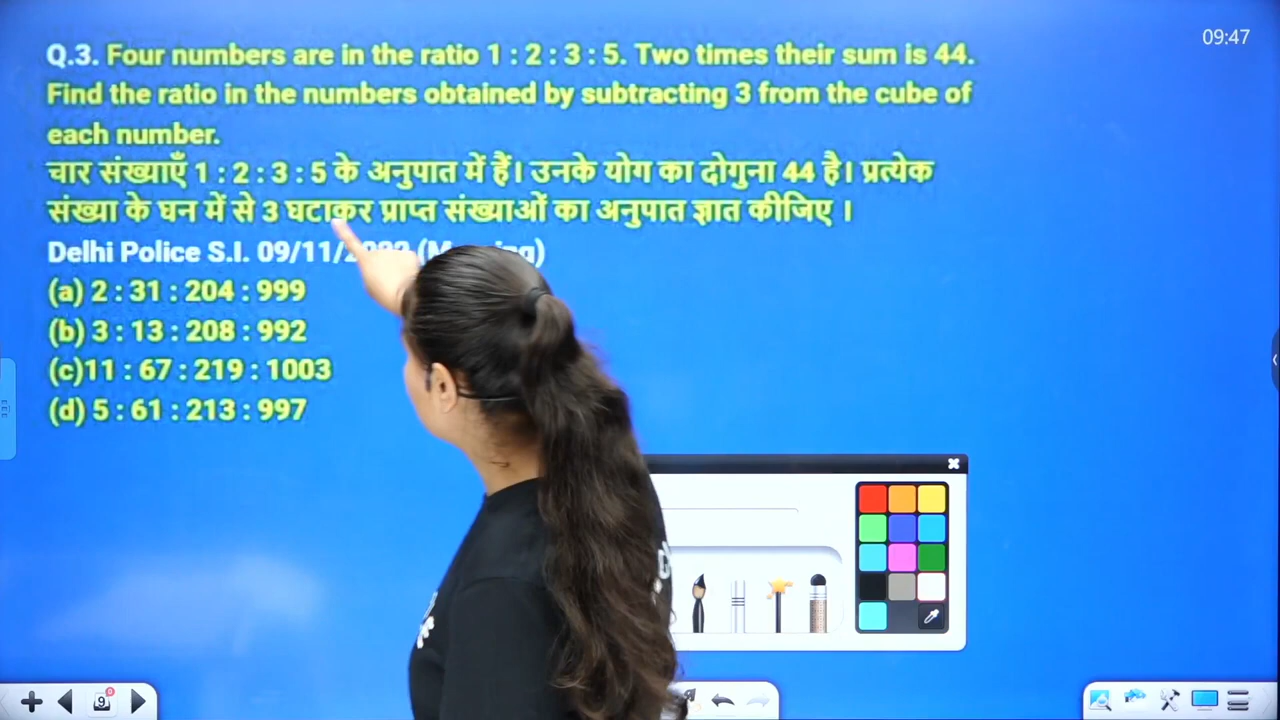 09:47
Q.3. Four numbers are in the ratio 1 : 2 : 3 : 5. Two times their sum is 44.
Find the ratio in the numbers obtained by subtracting 3 from the cube of
each number.
चार संख्याएँ 1 : 2 : 3 : 5 के अनुपात में हैं। उनके योग का दोगुना 44 है। प्रत्येक
संख्या के घन में से 3 घटाकर प्राप्त संख्याओं का अनुपात ज्ञात कीजिए ।
Delhi Police S.I. 09/11/
(a) 2 : 31 : 204 : 999
(b) 3 : 13 : 208 : 992
(c)11 : 67 : 219 : 1003
(d) 5 : 61 : 213 : 997
9
0